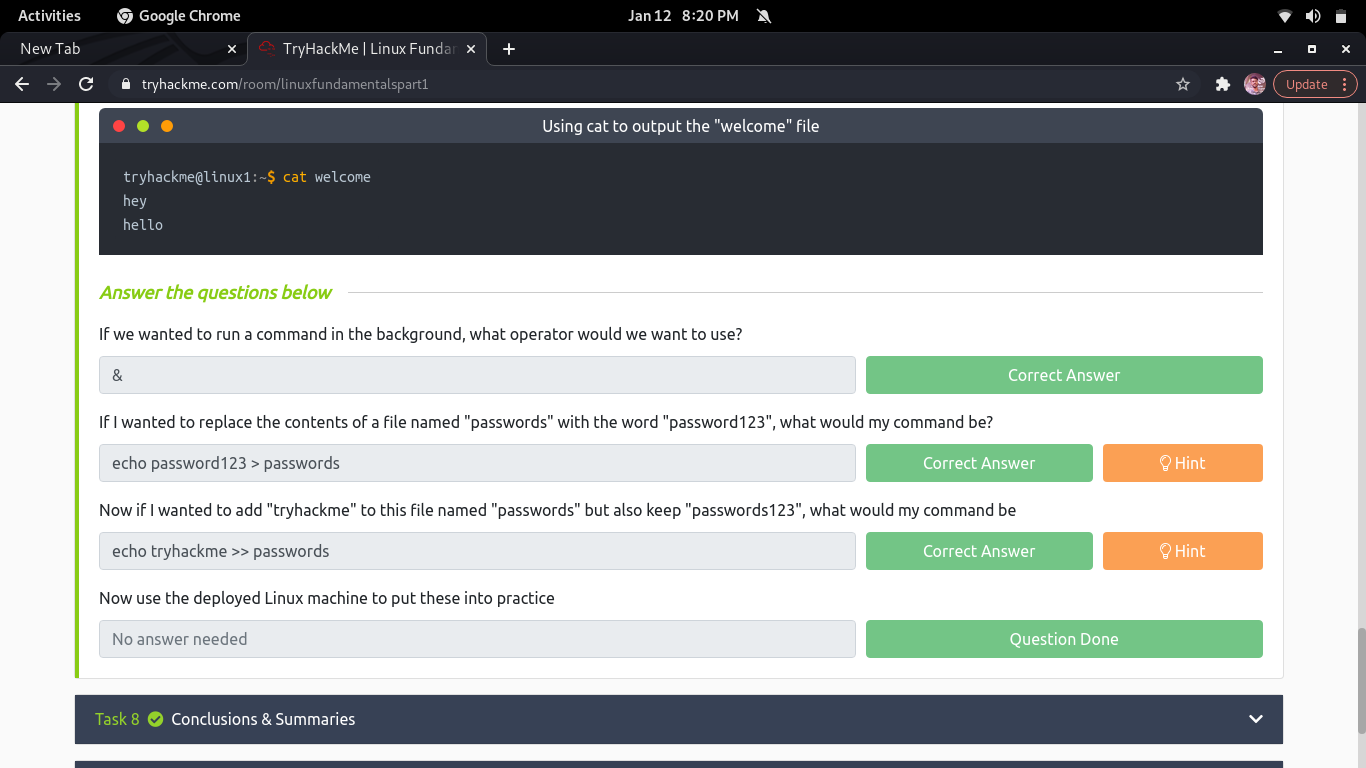 Activities Google Chrome Jan 12 8:20 PM
New Tab TryHackMe | Linux Fundar
tryhackme.com/room/linuxfundamentalspart1 Update
Using cat to output the "welcome" file
tryhackme@linux1:~$ cat welcome
hey
hello
Answer the questions below
If we wanted to run a command in the background, what operator would we want to use?
& Correct Answer
If I wanted to replace the contents of a file named "passwords" with the word "password123", what would my command be?
echo password123 > passwords Correct Answer Hint
Now if I wanted to add "tryhackme" to this file named "passwords" but also keep "passwords123", what would my command be
echo tryhackme >> passwords Correct Answer Hint
Now use the deployed Linux machine to put these into practice
No answer needed Question Done
Task 8 Conclusions & Summaries